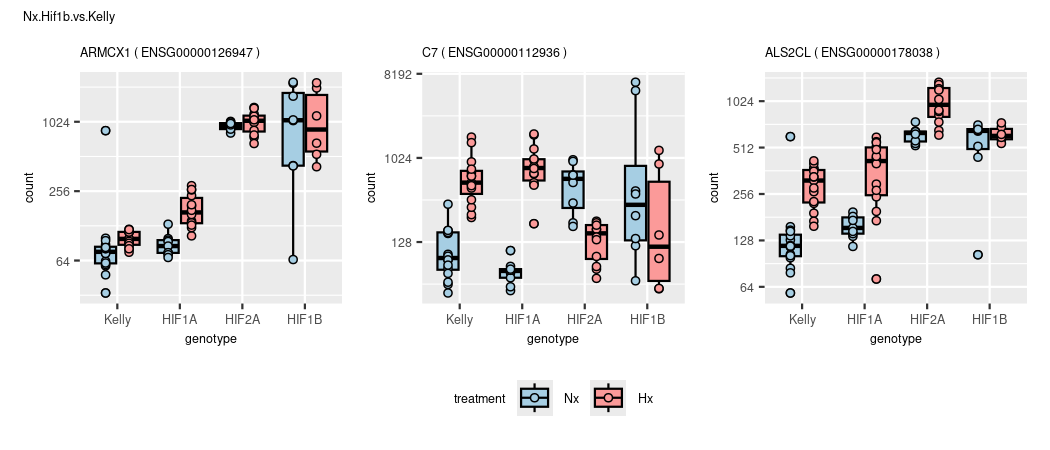 Nx.Hif1b.vs.Kelly
ARMCX1 ( ENSG00000126947 )
C7 ( ENSG00000112936 )
ALS2CL ( ENSG00000178038 )
count
1024
256
64
Kelly HIF1A HIF2A HIF1B
genotype
count
8192
1024
128
Kelly HIF1A HIF2A HIF1B
genotype
count
1024
512
256
128
64
Kelly HIF1A HIF2A HIF1B
genotype
treatment Nx Hx